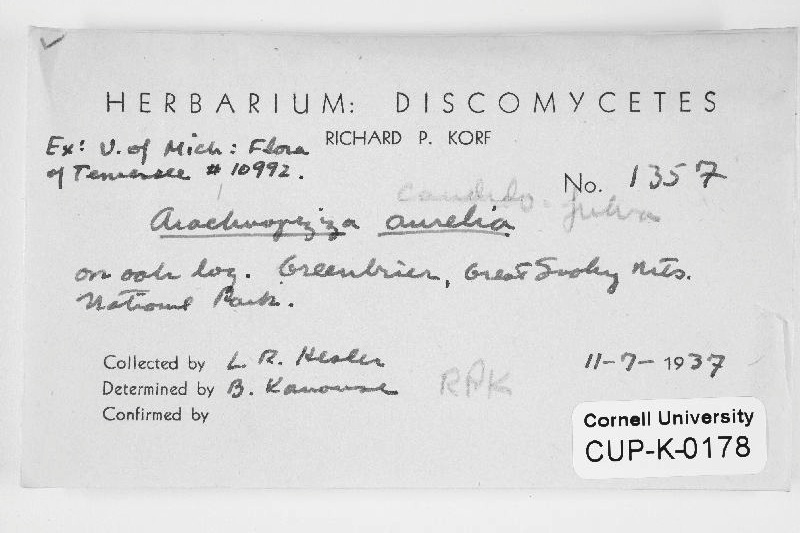 HERBARIUM: DISCOMYCETES
RICHARD P. KORF
Ex: U. of Mich: Flora
of Tennessee # 10992.
No. 1357
candido-fulva
Arachnopeziza aurelia
on oak log. Greenbrier, Great Smoky Mts.
National Park.
Collected by L. R. Hesler 11-7-1937
Determined by B. Kanouse RPK
Confirmed by
Cornell University
CUP-K-0178